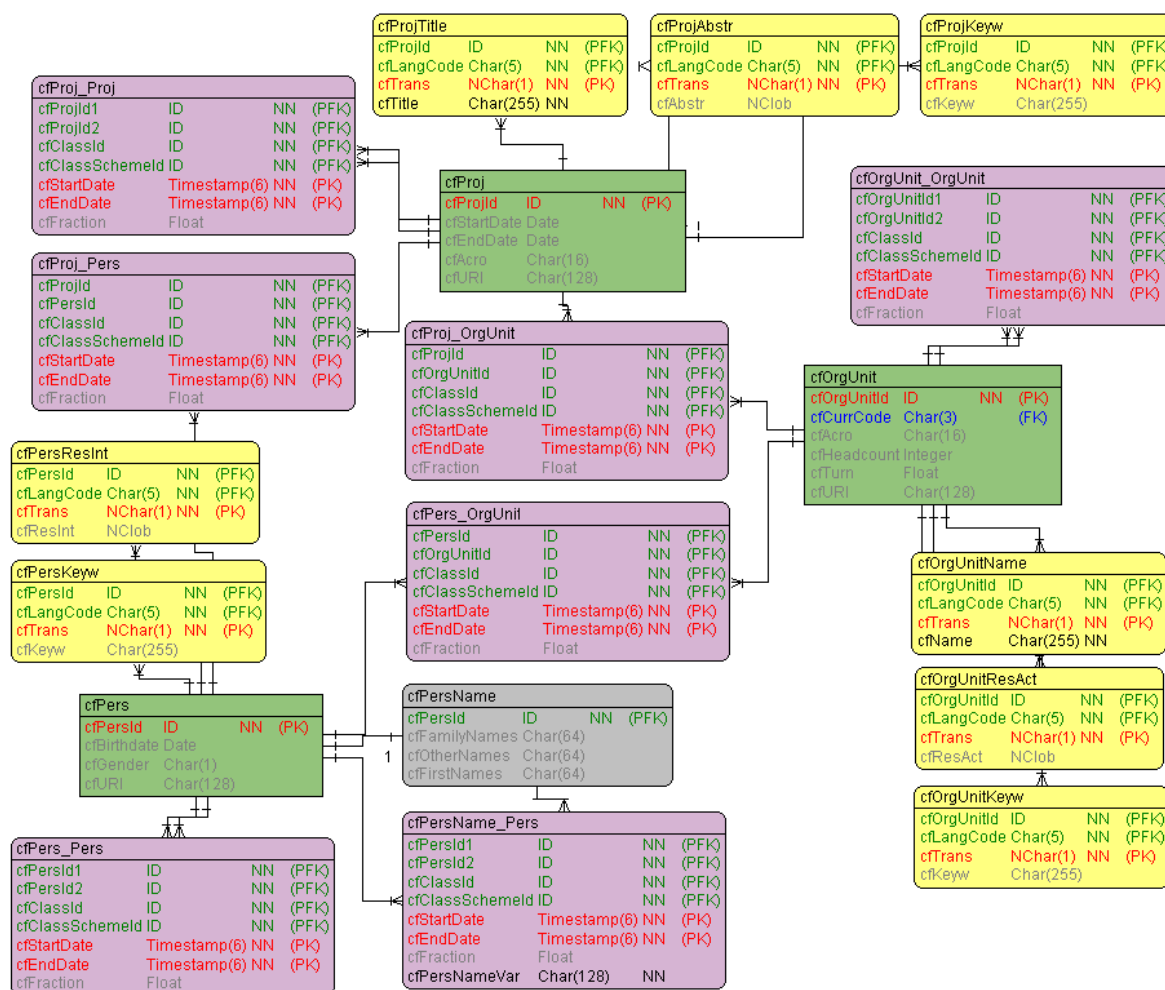 cfProjTitle
cfProjId ID NN (PFK)
cfLangCode Char(5) NN (PFK)
cfTrans NChar(1) NN (PK)
cfTitle Char(255) NN
cfProjAbstr
cfProjId ID NN (PFK)
cfLangCode Char(5) NN (PFK)
cfTrans NChar(1) NN (PK)
cfAbstr NClob
cfProjKeyw
cfProjId ID NN (PFK)
cfLangCode Char(5) NN (PFK)
cfTrans NChar(1) NN (PK)
cfKeyw Char(255)
cfProj_Proj
cfProjId1 ID NN (PFK)
cfProjId2 ID NN (PFK)
cfClassId ID NN (PFK)
cfClassSchemeId ID NN (PFK)
cfStartDate Timestamp(6) NN (PK)
cfEndDate Timestamp(6) NN (PK)
cfFraction Float
cfProj
cfProjId ID NN (PK)
cfStartDate Date
cfEndDate Date
cfAcro Char(16)
cfURI Char(128)
cfOrgUnit_OrgUnit
cfOrgUnitId1 ID NN (PFK)
cfOrgUnitId2 ID NN (PFK)
cfClassId ID NN (PFK)
cfClassSchemeId ID NN (PFK)
cfStartDate Timestamp(6) NN (PK)
cfEndDate Timestamp(6) NN (PK)
cfFraction Float
cfProj_Pers
cfProjId ID NN (PFK)
cfPersId ID NN (PFK)
cfClassId ID NN (PFK)
cfClassSchemeId ID NN (PFK)
cfStartDate Timestamp(6) NN (PK)
cfEndDate Timestamp(6) NN (PK)
cfFraction Float
cfProj_OrgUnit
cfProjId ID NN (PFK)
cfOrgUnitId ID NN (PFK)
cfClassId ID NN (PFK)
cfClassSchemeId ID NN (PFK)
cfStartDate Timestamp(6) NN (PK)
cfEndDate Timestamp(6) NN (PK)
cfFraction Float
cfOrgUnit
cfOrgUnitId ID NN (PK)
cfCurrCode Char(3) (FK)
cfAcro Char(16)
cfHeadcount Integer
cfTurn Float
cfURI Char(128)
cfPersResInt
cfPersId ID NN (PFK)
cfLangCode Char(5) NN (PFK)
cfTrans NChar(1) NN (PK)
cfResInt NClob
cfPers_OrgUnit
cfPersId ID NN (PFK)
cfOrgUnitId ID NN (PFK)
cfClassId ID NN (PFK)
cfClassSchemeId ID NN (PFK)
cfStartDate Timestamp(6) NN (PK)
cfEndDate Timestamp(6) NN (PK)
cfFraction Float
cfPersKeyw
cfPersId ID NN (PFK)
cfLangCode Char(5) NN (PFK)
cfTrans NChar(1) NN (PK)
cfKeyw Char(255)
cfOrgUnitName
cfOrgUnitId ID NN (PFK)
cfLangCode Char(5) NN (PFK)
cfTrans NChar(1) NN (PK)
cfName Char(255) NN
cfOrgUnitResAct
cfOrgUnitId ID NN (PFK)
cfLangCode Char(5) NN (PFK)
cfTrans NChar(1) NN (PK)
cfResAct NClob
cfPers
cfPersId ID NN (PK)
cfBirthdate Date
cfGender Char(1)
cfURI Char(128)
1
cfPersName
cfPersId ID NN (PFK)
cfFamilyNames Char(64)
cfOtherNames Char(64)
cfFirstNames Char(64)
cfOrgUnitKeyw
cfOrgUnitId ID NN (PFK)
cfLangCode Char(5) NN (PFK)
cfTrans NChar(1) NN (PK)
cfKeyw Char(255)
cfPers_Pers
cfPersId1 ID NN (PFK)
cfPersId2 ID NN (PFK)
cfClassId ID NN (PFK)
cfClassSchemeId ID NN (PFK)
cfStartDate Timestamp(6) NN (PK)
cfEndDate Timestamp(6) NN (PK)
cfFraction Float
cfPersName_Pers
cfPersId1 ID NN (PFK)
cfPersId2 ID NN (PFK)
cfClassId ID NN (PFK)
cfClassSchemeId ID NN (PFK)
cfStartDate Timestamp(6) NN (PK)
cfEndDate Timestamp(6) NN (PK)
cfFraction Float
cfPersNameVar Char(128) NN